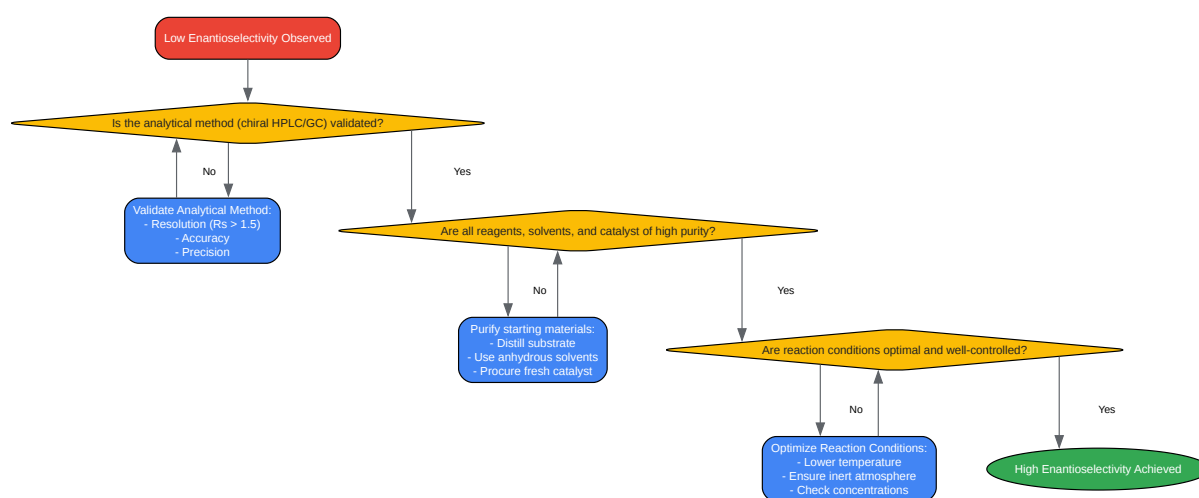 Low Enantioselectivity Observed
Is the analytical method (chiral HPLC/GC) validated?
No
Yes
Validate Analytical Method:
- Resolution (Rs > 1.5)
- Accuracy
- Precision
Are all reagents, solvents, and catalyst of high purity?
No
Yes
Purify starting materials:
- Distill substrate
- Use anhydrous solvents
- Procure fresh catalyst
Are reaction conditions optimal and well-controlled?
No
Yes
Optimize Reaction Conditions:
- Lower temperature
- Ensure inert atmosphere
- Check concentrations
High Enantioselectivity Achieved